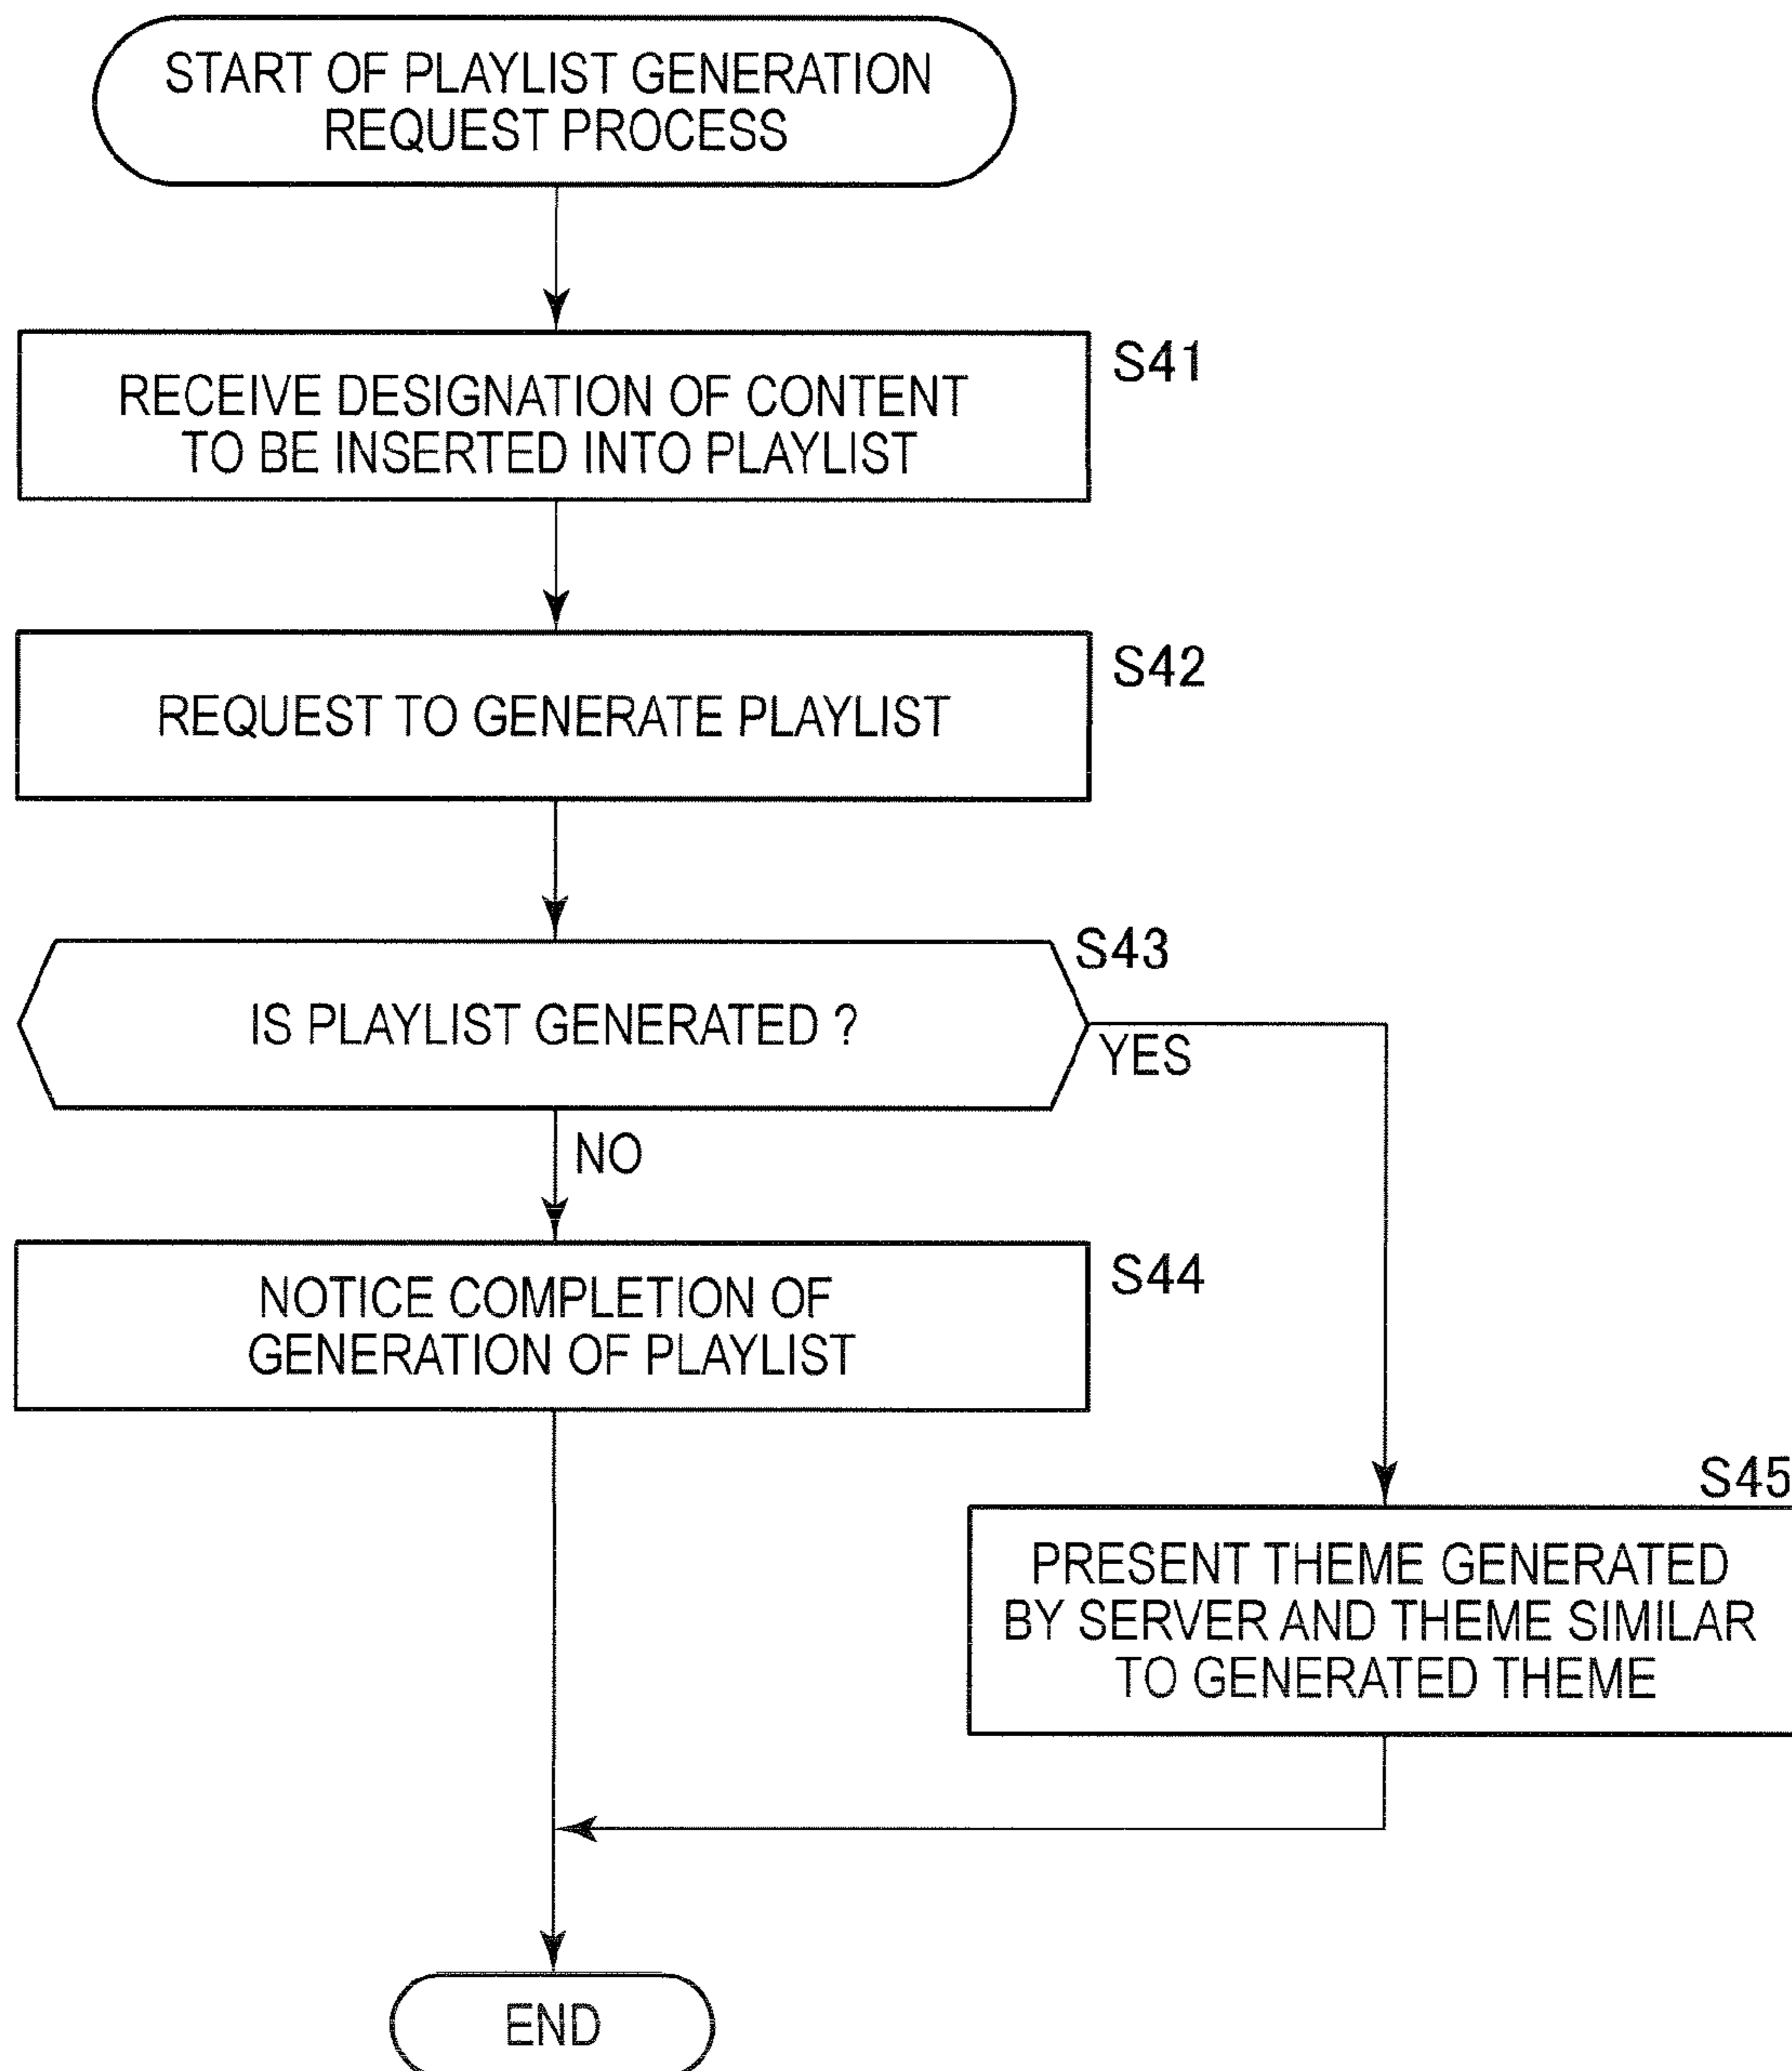 START OF PLAYLIST GENERATION
REQUEST PROCESS
S41
RECEIVE DESIGNATION OF CONTENT
TO BE INSERTED INTO PLAYLIST
S42
REQUEST TO GENERATE PLAYLIST
S43
IS PLAYLIST GENERATED ?
YES
NO
S44
NOTICE COMPLETION OF
GENERATION OF PLAYLIST
S45
PRESENT THEME GENERATED
BY SERVER AND THEME SIMILAR
TO GENERATED THEME
END